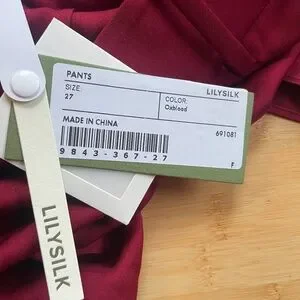 PANTS
LILYSILK
SIZE:
27
COLOR:
Oxblood
MADE IN CHINA
691081
9843-367-27
F
LILYSILK